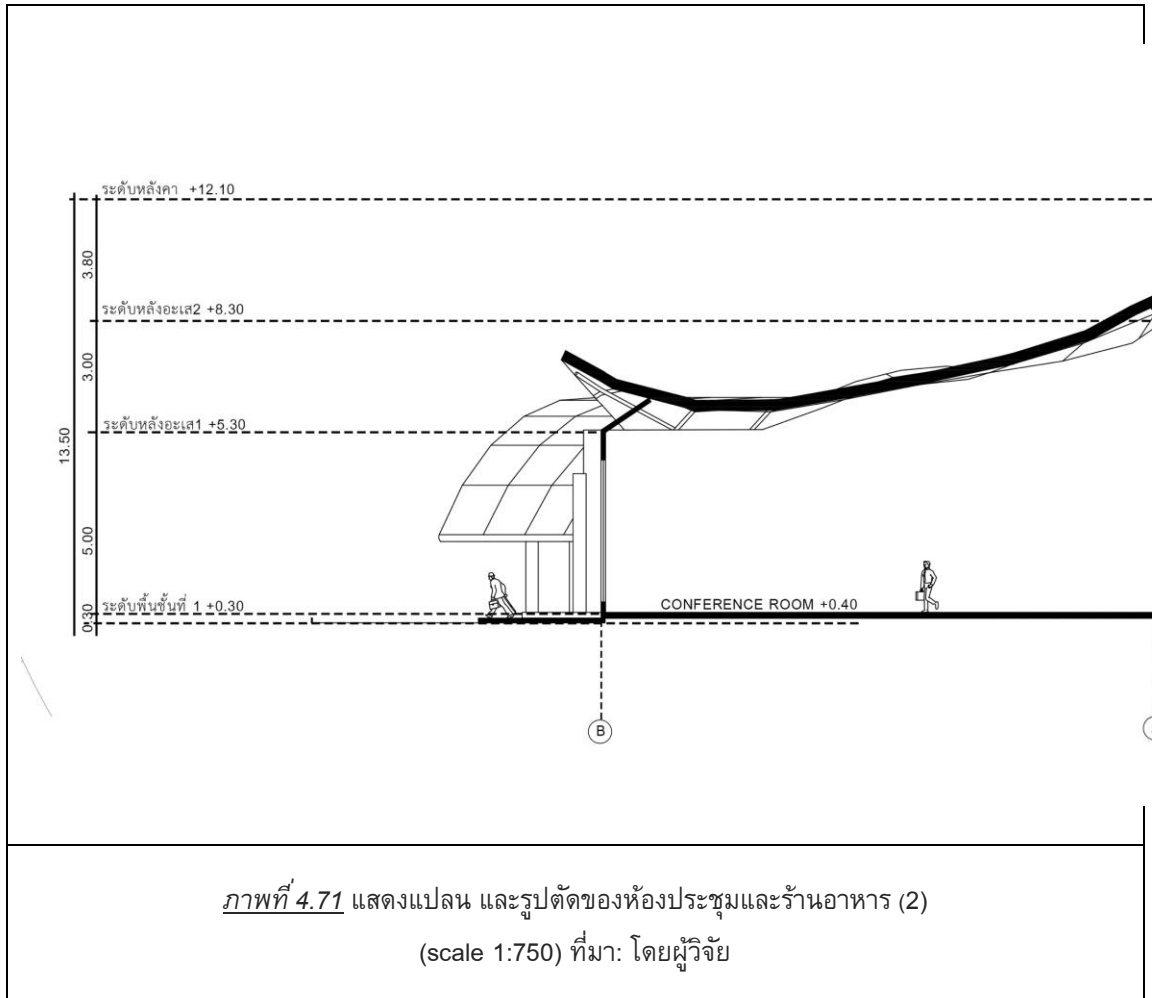 ระดับหลังคา +12.10
3.80
ระดับหลังอะเส2 +8.30
3.00
ระดับหลังอะเส1 +5.30
13.50
5.00
ระดับพื้นชั้นที่ 1 +0.30
0.30
CONFERENCE ROOM +0.40
B
ภาพที่ 4.71 แสดงแปลน และรูปตัดของห้องประชุมและร้านอาหาร (2)
(scale 1:750) ที่มา: โดยผู้วิจัย